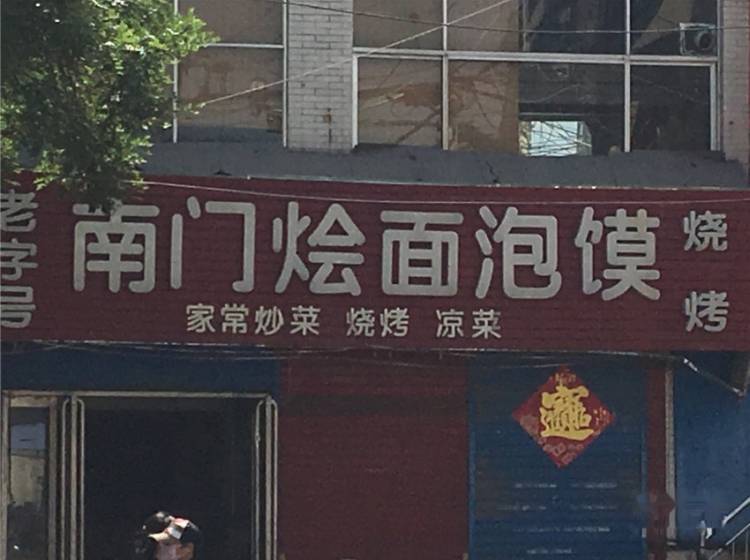 老字号
南门烩面泡馍
烧烤
家常炒菜 烧烤 凉菜